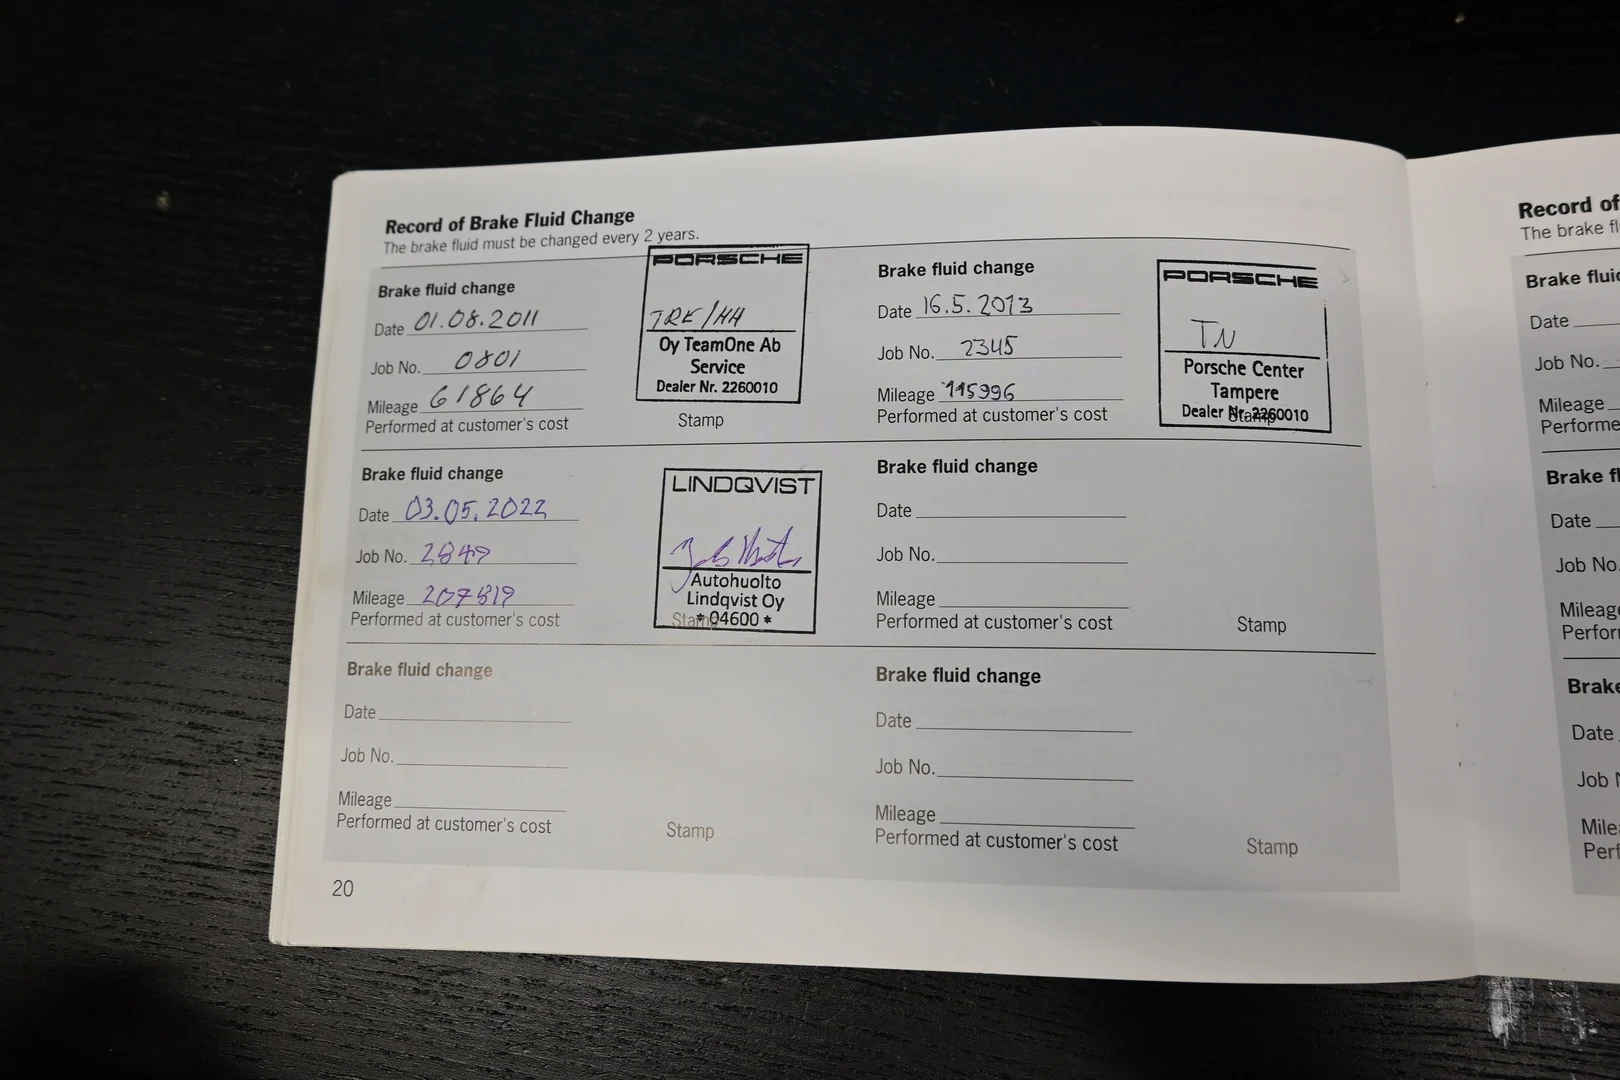 Record of Brake Fluid Change
The brake fluid must be changed every 2 years.
Brake fluid change
Date 01.08.2011
Job No. 0801
Mileage 61864
Performed at customer's cost
PORSCHE
TRE/HH
Oy TeamOne Ab
Service
Dealer Nr. 2260010
Stamp
Brake fluid change
Date 16.5.2013
Job No. 2345
Mileage 115996
Performed at customer's cost
PORSCHE
TN
Porsche Center
Tampere
Dealer Nr. 2260010
Stamp
Brake fluid change
Date 03.05.2022
Job No. 2849
Mileage 207819
Performed at customer's cost
LINDQVIST
Autohuolto
Lindqvist Oy
* 04600 *
Stamp
Brake fluid change
Date
Job No.
Mileage
Performed at customer's cost
Stamp
Brake fluid change
Date
Job No.
Mileage
Performed at customer's cost
Stamp
Brake fluid change
Date
Job No.
Mileage
Performed at customer's cost
Stamp
20
Record of
The brake fl
Brake fluid
Date
Job No.
Mileage
Performe
Brake fl
Date
Job No.
Mileag
Perfor
Brake
Date
Job N
Mile
Perf